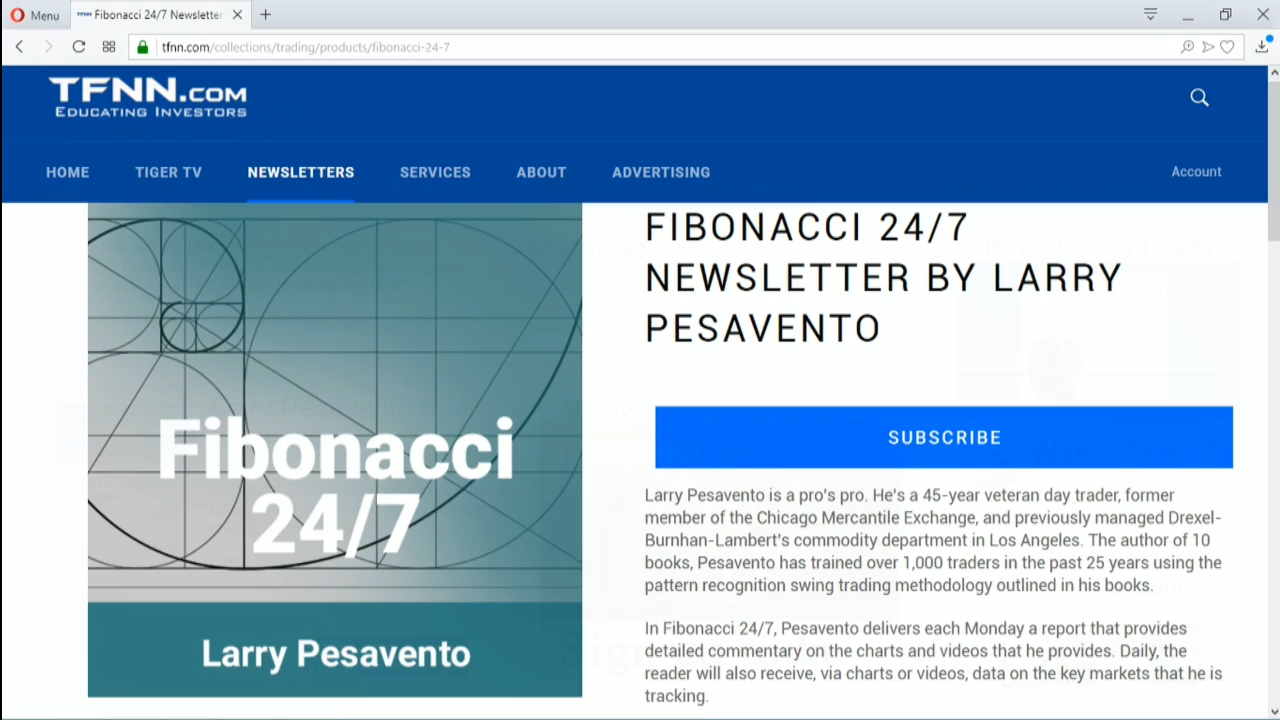 Menu
Fibonacci 24/7 Newsletter
tfnn.com/collections/trading/products/fibonacci-24-7
TFNN.COM
EDUCATING INVESTORS
HOME TIGER TV NEWSLETTERS SERVICES ABOUT ADVERTISING Account
Fibonacci
24/7
Larry Pesavento
FIBONACCI 24/7
NEWSLETTER BY LARRY
PESAVENTO
SUBSCRIBE
Larry Pesavento is a pro's pro. He's a 45-year veteran day trader, former
member of the Chicago Mercantile Exchange, and previously managed Drexel-
Burnhan-Lambert's commodity department in Los Angeles. The author of 10
books, Pesavento has trained over 1,000 traders in the past 25 years using the
pattern recognition swing trading methodology outlined in his books.
In Fibonacci 24/7, Pesavento delivers each Monday a report that provides
detailed commentary on the charts and videos that he provides. Daily, the
reader will also receive, via charts or videos, data on the key markets that he is
tracking.